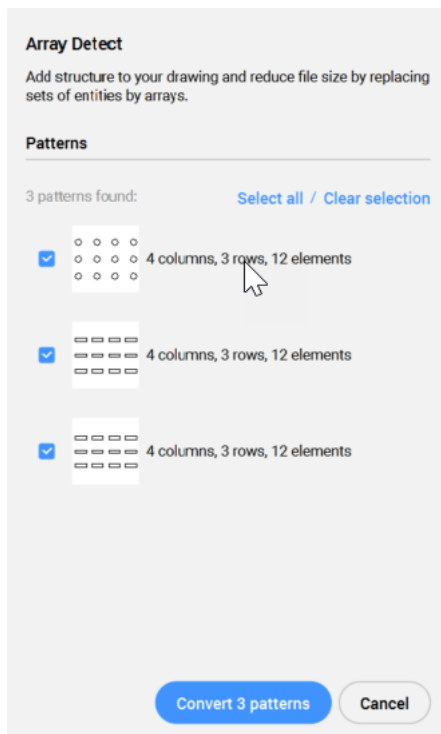 Array Detect
Add structure to your drawing and reduce file size by replacing
sets of entities by arrays.
Patterns
3 patterns found: Select all / Clear selection
4 columns, 3 rows, 12 elements
4 columns, 3 rows, 12 elements
4 columns, 3 rows, 12 elements
Convert 3 patterns Cancel